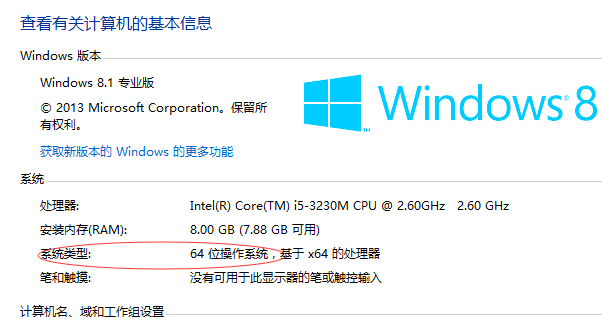 查看有关计算机的基本信息
Windows 版本
Windows 8.1 专业版
© 2013 Microsoft Corporation。保留所
有权利。
获取新版本的 Windows 的更多功能
Windows® 8
系统
处理器: Intel(R) Core(TM) i5-3230M CPU @ 2.60GHz 2.60 GHz
安装内存(RAM): 8.00 GB (7.88 GB 可用)
系统类型: 64 位操作系统，基于 x64 的处理器
笔和触摸: 没有可用于此显示器的笔或触控输入
计算机名、域和工作组设置